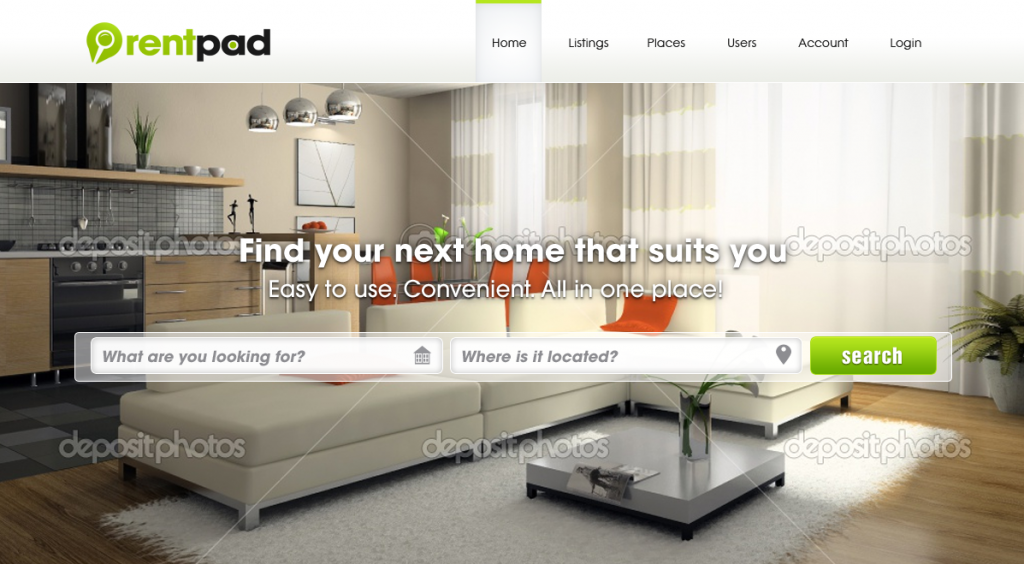 rentpad
Home Listings Places Users Account Login
depositphotos depositphotos depositphotos
Find your next home that suits you
Easy to use. Convenient. All in one place!
What are you looking for? Where is it located? search
depositphotos depositphotos depositphotos